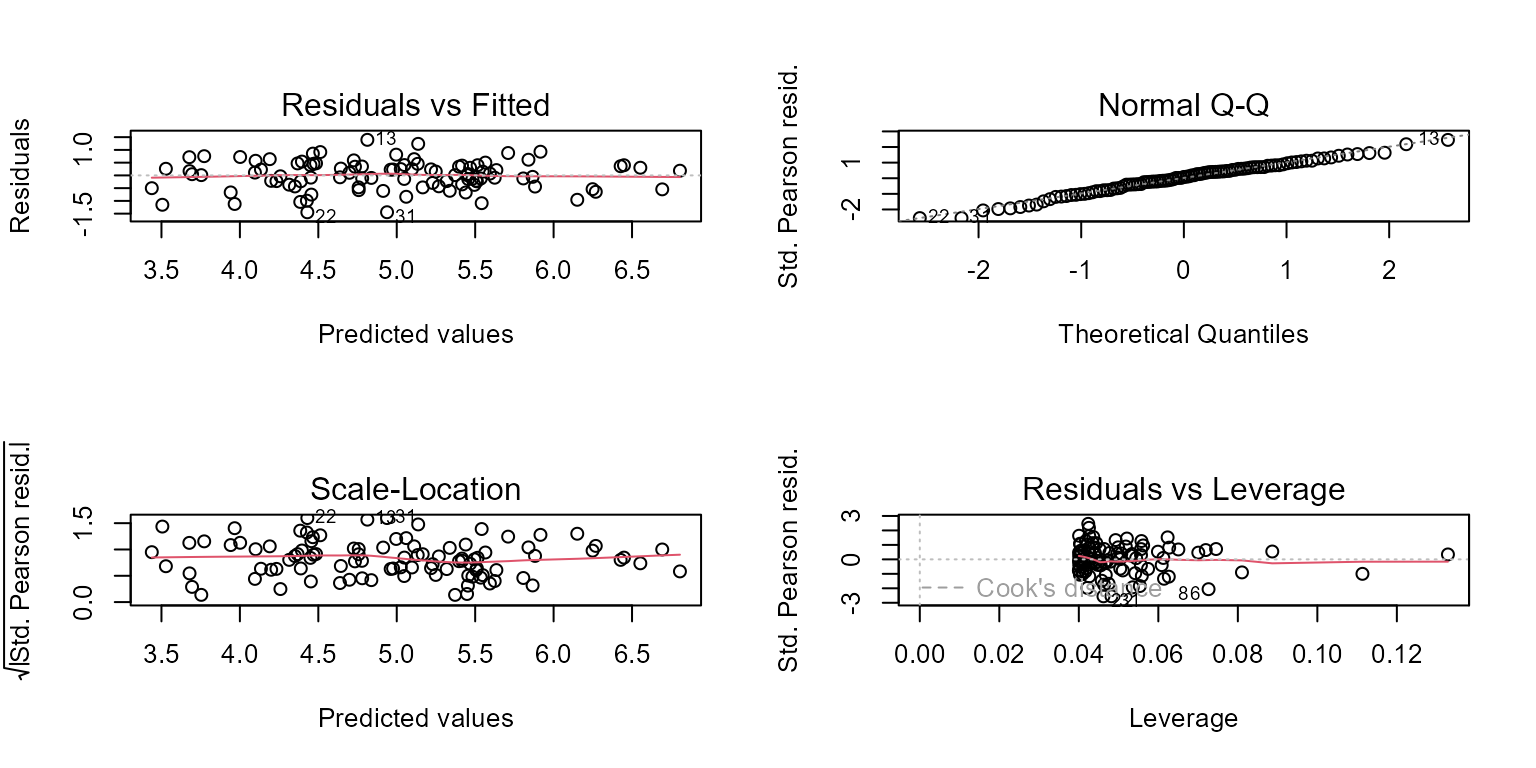 Residuals vs Fitted
Residuals
-1.5
1.0
13
22
31
3.5 4.0 4.5 5.0 5.5 6.0 6.5
Predicted values
Normal Q-Q
Std. Pearson resid.
-2
1
13
22
31
-2 -1 0 1 2
Theoretical Quantiles
Scale-Location
√|Std. Pearson resid.|
0.0
1.5
22
13
31
3.5 4.0 4.5 5.0 5.5 6.0 6.5
Predicted values
Residuals vs Leverage
Std. Pearson resid.
-3
0
3
Cook's distance
86
0.00 0.02 0.04 0.06 0.08 0.10 0.12
Leverage